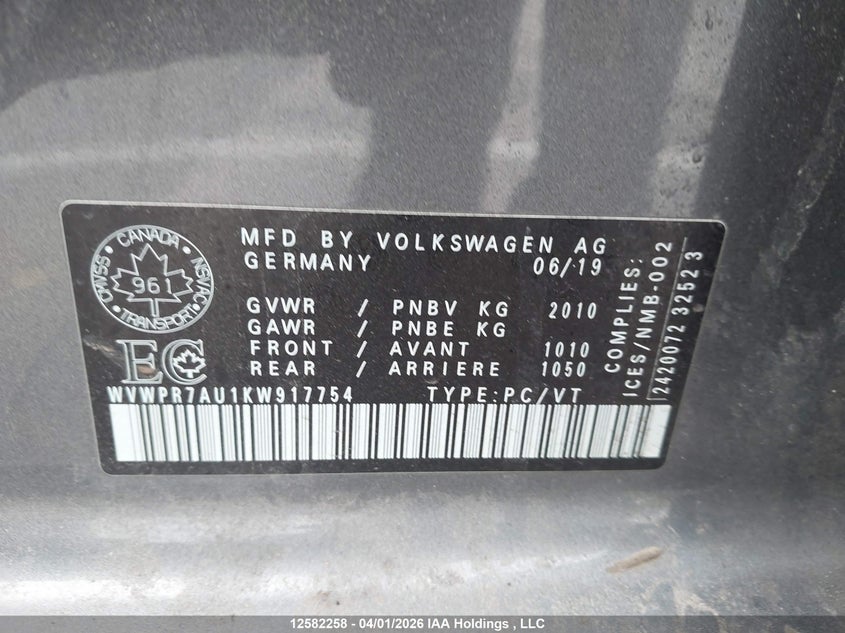 CANADA
CMVSS
NSVAC
961
TRANSPORT
EC
MFD BY VOLKSWAGEN AG
GERMANY 06/19
GVWR / PNBV KG 2010
GAWR / PNBE KG
FRONT / AVANT 1010
REAR / ARRIERE 1050
WVWPR7AU1KW917754 TYPE:PC/VT
COMPLIES:
ICES/NMB-002
2420072 32523
12582258 - 04/01/2026 IAA Holdings , LLC